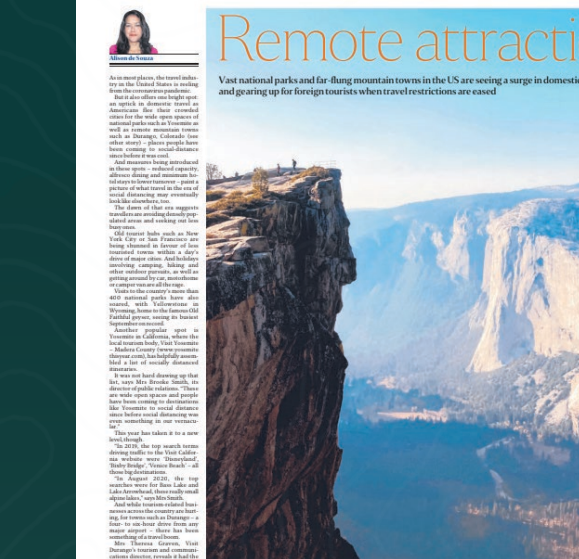 Alison de Souza
Remote attracti
Vast national parks and far-flung mountain towns in the US are seeing a surge in domestic
and gearing up for foreign tourists when travel restrictions are eased
As in most places, the travel indus-
try in the United States is reeling
from the coronavirus pandemic.
But it also offers one bright spot:
an uptick in domestic travel as
Americans flee their crowded
cities for the wide open spaces of
national parks such as Yosemite as
well as remote mountain towns
such as Durango, Colorado (see
other story) – places people have
been coming to social-distance
since before it was cool.
And measures being introduced
in these spots – reduced capacity,
alfresco dining and minimum ho-
tel stays to lower turnover – paint a
picture of what travel in the era of
social distancing may eventually
look like elsewhere, too.
The dawn of that era suggests
travellers are avoiding densely pop-
ulated areas and seeking out less
busy ones.
Old tourist hubs such as New
York City or San Francisco are
being shunned in favour of less
touristed towns within a day's
drive of major cities. And holidays
involving camping, hiking and
other outdoor pursuits, as well as
getting around by car, motorhome
or camper van are all the rage.
Visits to the country's more than
400 national parks have also
soared, with Yellowstone in
Wyoming, home to the famous Old
Faithful geyser, seeing its busiest
September on record.
Another popular spot is
Yosemite in California, where the
local tourism body, Visit Yosemite
– Madera County (www.yosemite
thisyear.com), has helpfully assem-
bled a list of socially distanced
itineraries.
It was not hard drawing up that
list, says Mrs Brooke Smith, its
director of public relations. "There
are wide open spaces and people
have been coming to destinations
like Yosemite to social distance
since before social distancing was
even something in our vernacu-
lar."
This year has taken it to a new
level, though.
"In 2019, the top search terms
driving traffic to the Visit Califor-
nia website were 'Disneyland',
'Bixby Bridge', 'Venice Beach' – all
those big destinations.
"In August 2020, the top
searches were for Bass Lake and
Lake Arrowhead, these really small
alpine lakes," says Mrs Smith.
And while tourism-related busi-
nesses across the country are hurt-
ing, for towns such as Durango – a
four- to six-hour drive from any
major airport – there has been
something of a travel boom.
Mrs Theresa Graven, Visit
Durango's tourism and communi-
cations director, reveals it had the